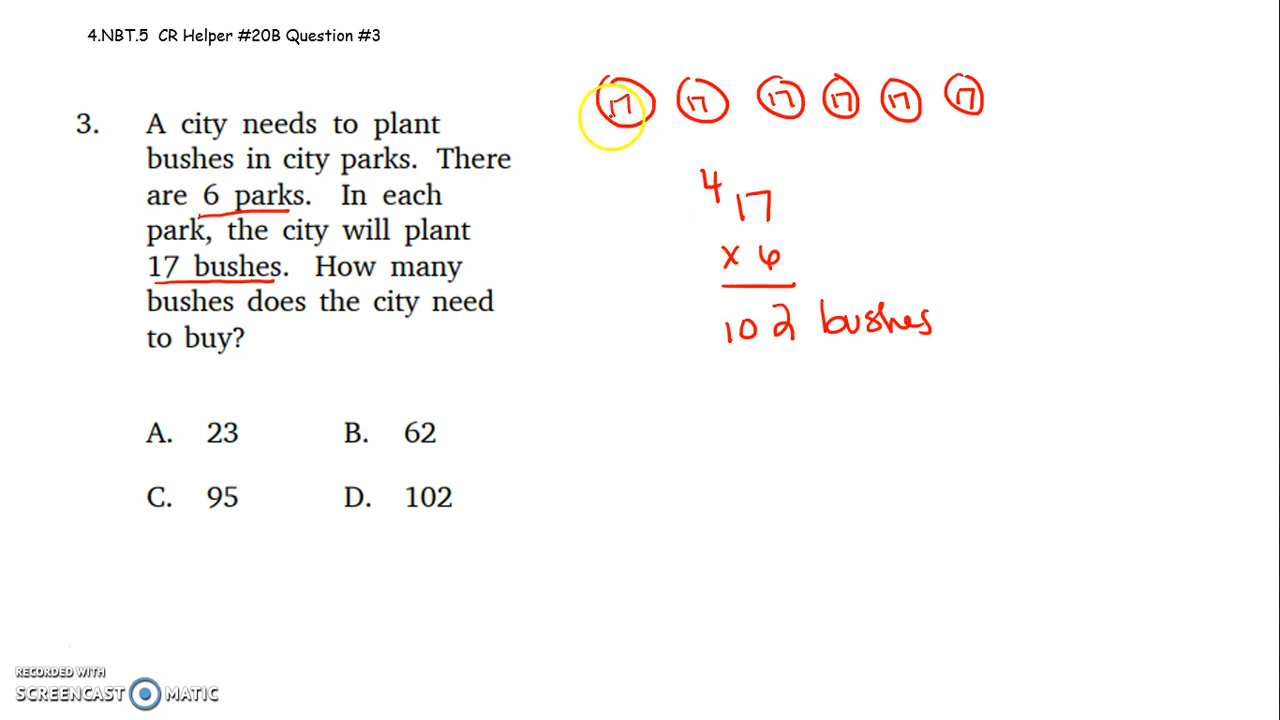 4.NBT.5 CR Helper #20B Question #3
3. A city needs to plant
bushes in city parks. There
are 6 parks. In each
park, the city will plant
17 bushes. How many
bushes does the city need
to buy?
A. 23 B. 62
C. 95 D. 102
17 17 17 17 17 17
4
17
x 6
102 bushes
RECORDED WITH
SCREENCAST MATIC